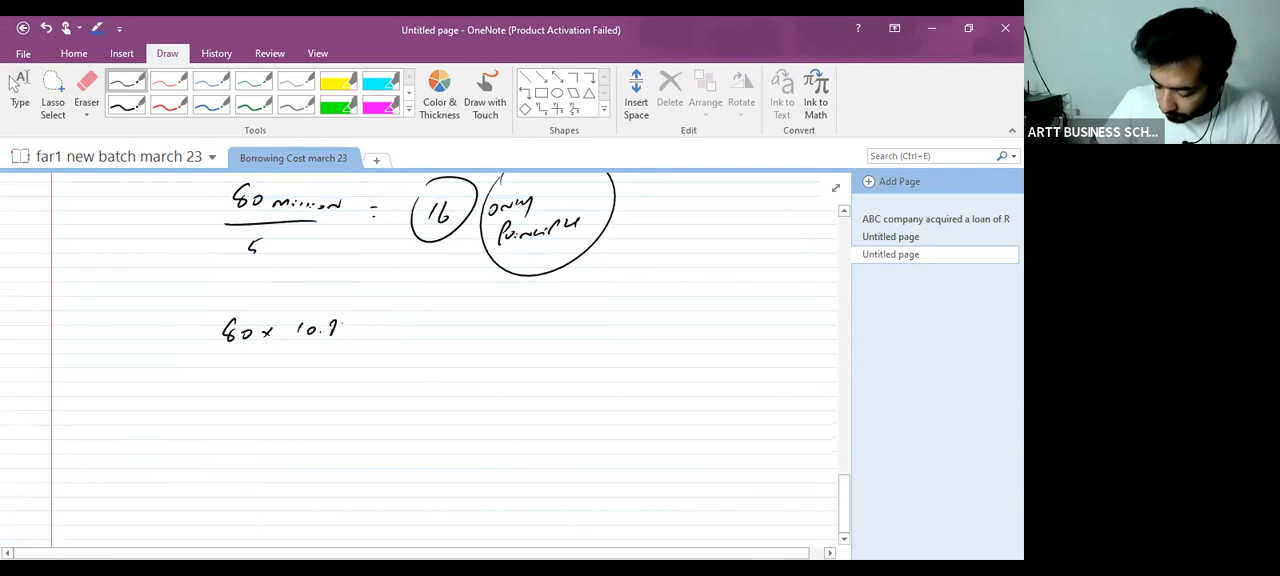 Untitled page - OneNote (Product Activation Failed)
?
File
Home
Insert
Draw
History
Review
View
Type
Lasso Select
Eraser
Color & Thickness
Draw with Touch
Insert Space
Delete
Arrange
Rotate
Ink to Text
Ink to Math
Tools
Shapes
Edit
Convert
ARTT BUSINESS SCH...
far1 new batch march 23
Borrowing Cost march 23
Search (Ctrl+E)
Add Page
ABC company acquired a loan of R
Untitled page
Untitled page
80 million
5
= 16
only
80 × 10.